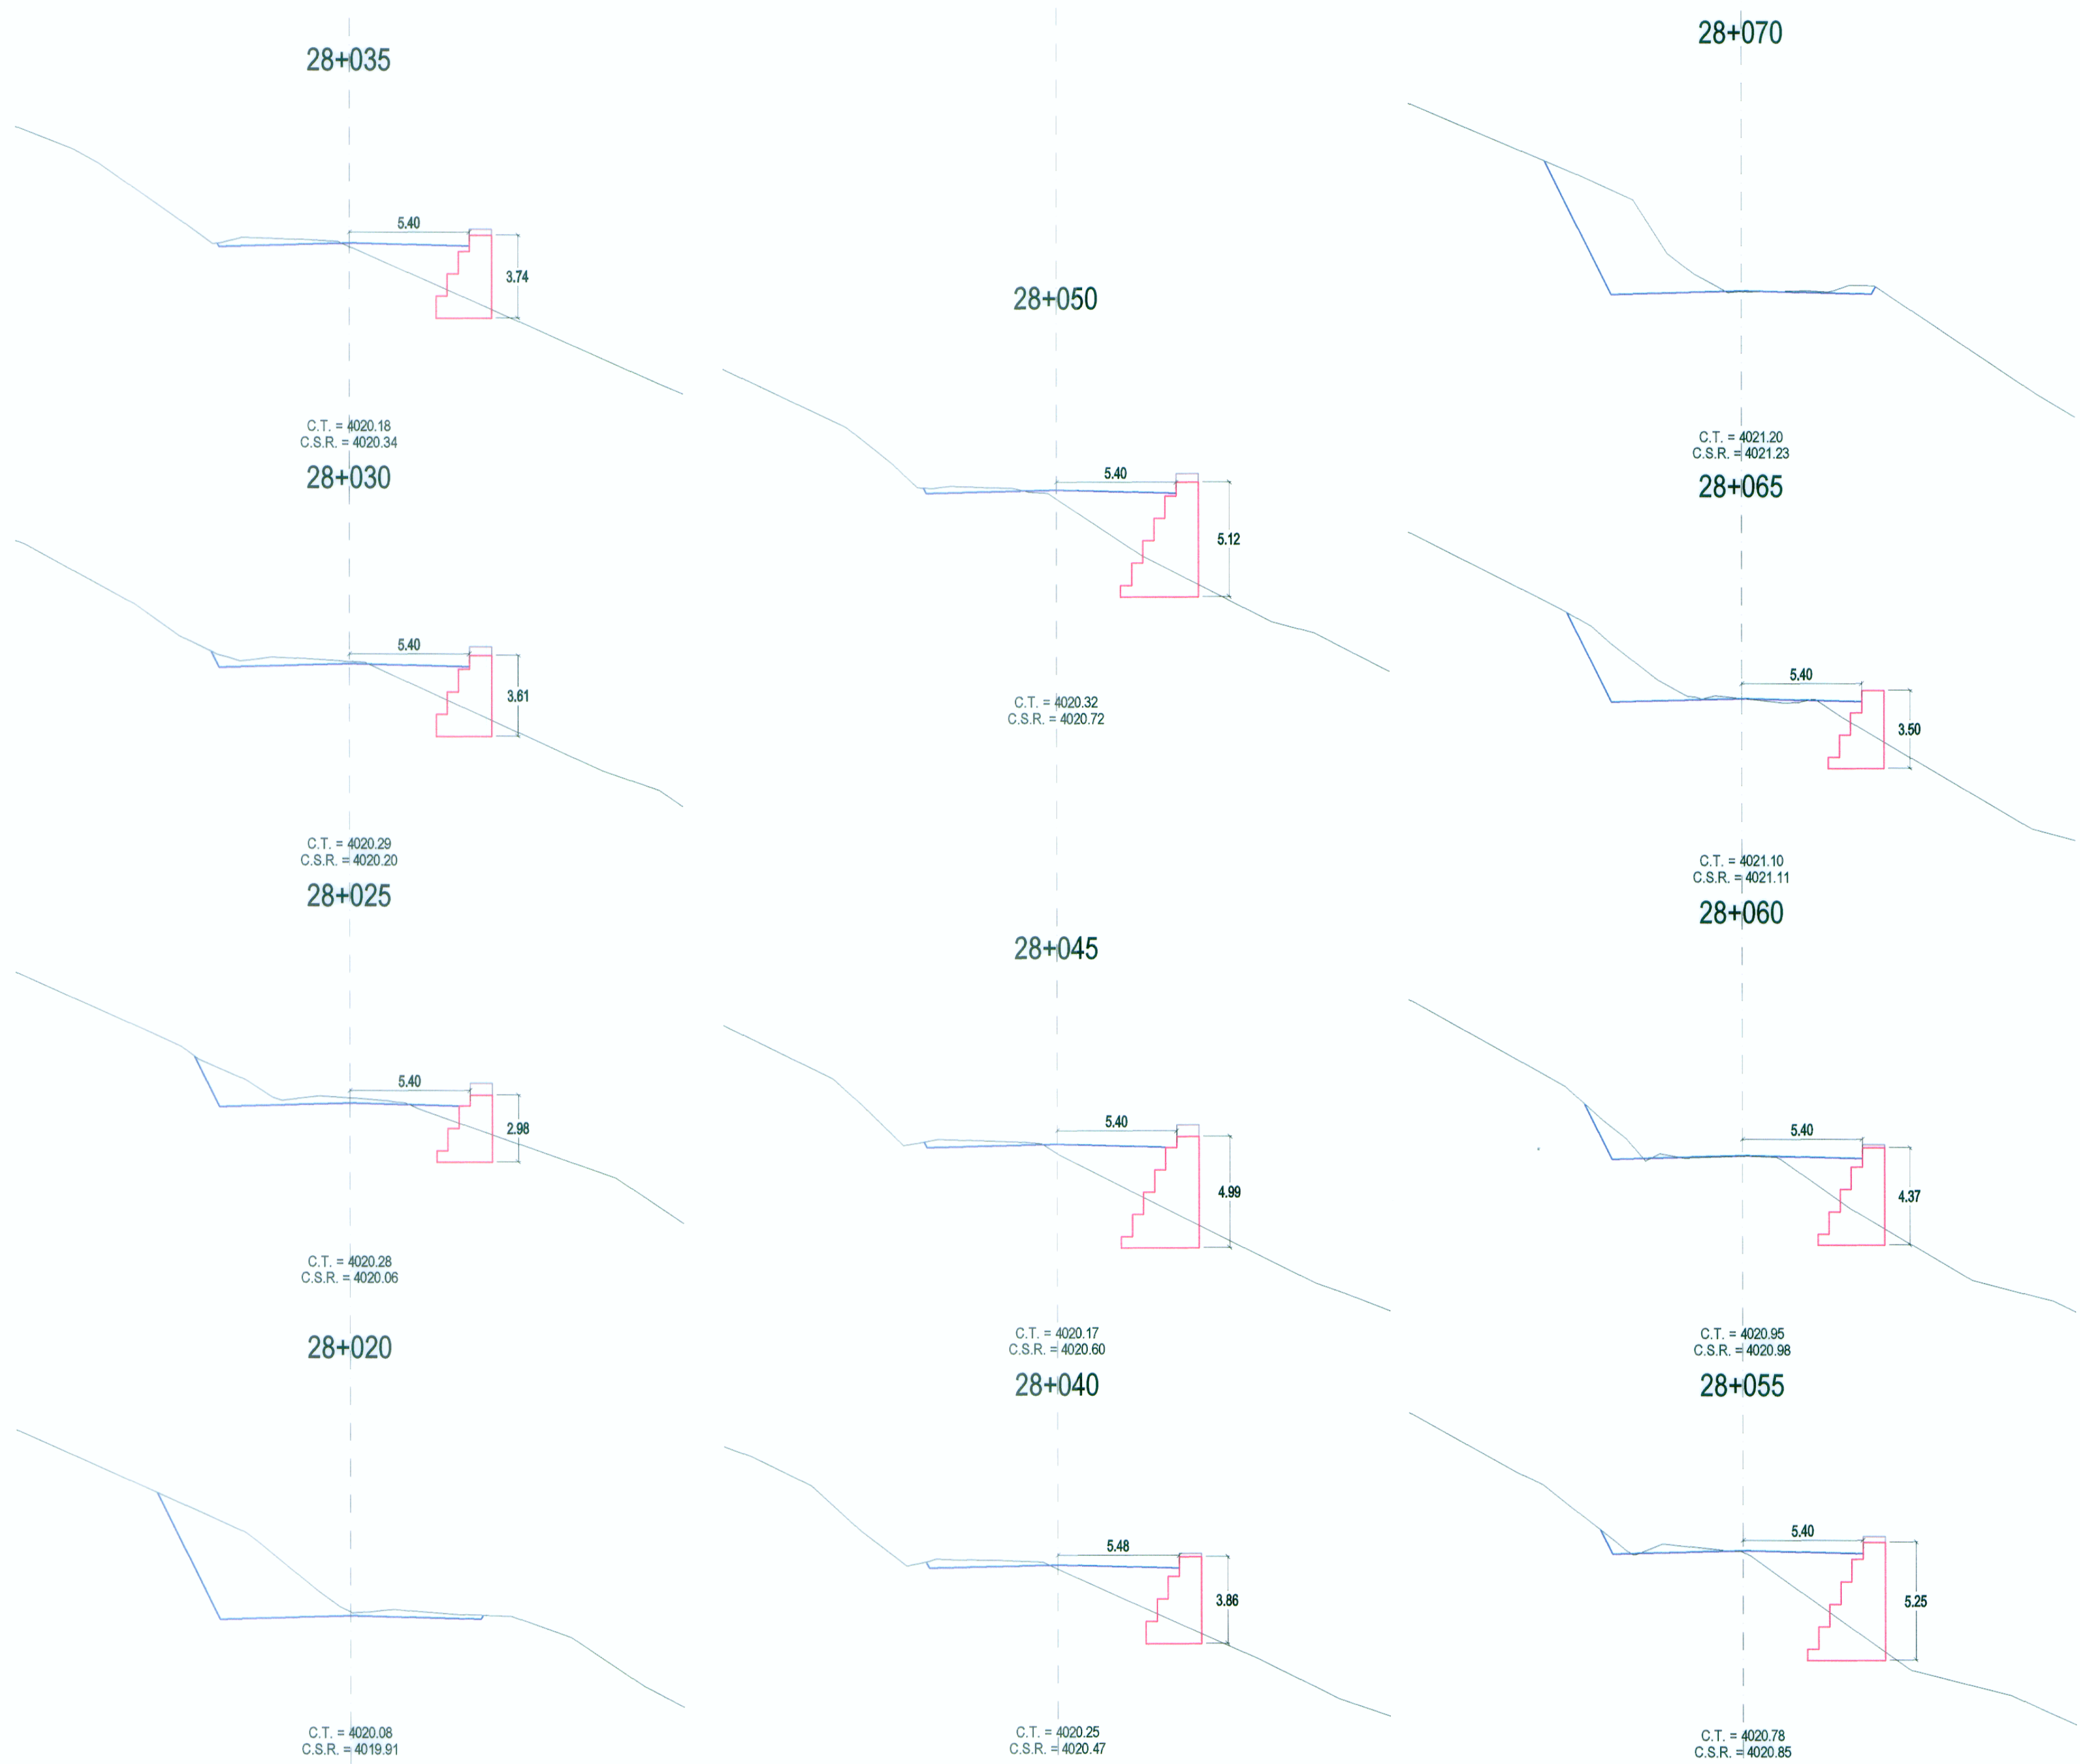 28+035
5.40
3.74
C.T. = 4020.18
C.S.R. = 4020.34
28+030
5.40
3.61
C.T. = 4020.29
C.S.R. = 4020.20
28+025
5.40
2.98
C.T. = 4020.28
C.S.R. = 4020.06
28+020
C.T. = 4020.08
C.S.R. = 4019.91
28+050
5.40
5.12
C.T. = 4020.32
C.S.R. = 4020.72
28+045
5.40
4.99
C.T. = 4020.17
C.S.R. = 4020.60
28+040
5.48
3.86
C.T. = 4020.25
C.S.R. = 4020.47
28+070
C.T. = 4021.20
C.S.R. = 4021.23
28+065
5.40
3.50
C.T. = 4021.10
C.S.R. = 4021.11
28+060
5.40
4.37
C.T. = 4020.95
C.S.R. = 4020.98
28+055
5.40
5.25
C.T. = 4020.78
C.S.R. = 4020.85